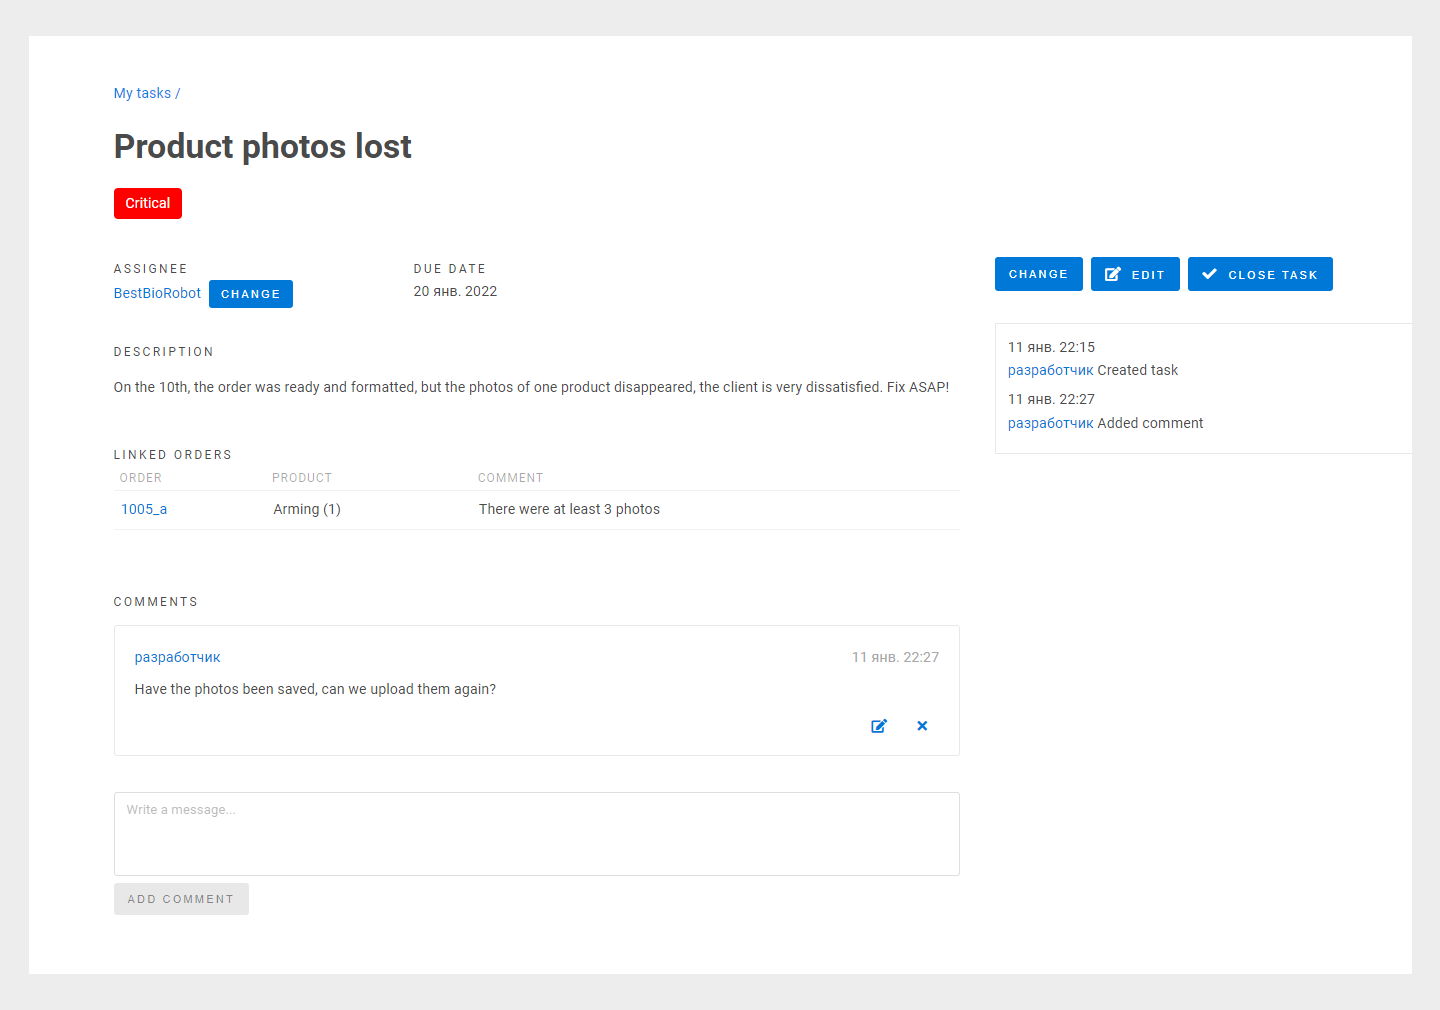 My tasks /
Product photos lost
Critical
ASSIGNEE
BestBioRobot CHANGE
DUE DATE
20 янв. 2022
CHANGE EDIT CLOSE TASK
DESCRIPTION
On the 10th, the order was ready and formatted, but the photos of one product disappeared, the client is very dissatisfied. Fix ASAP!
11 янв. 22:15
разработчик Created task
11 янв. 22:27
разработчик Added comment
LINKED ORDERS
ORDER PRODUCT COMMENT
1005_a Arming (1) There were at least 3 photos
COMMENTS
разработчик 11 янв. 22:27
Have the photos been saved, can we upload them again?
Write a message...
ADD COMMENT